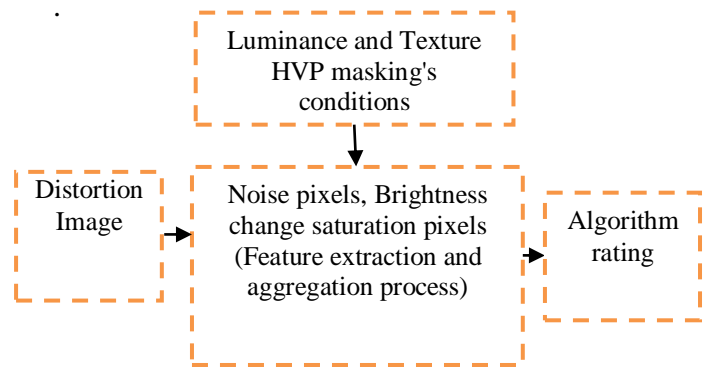 .
Luminance and Texture
HVP masking's
conditions
Distortion
Image
Noise pixels, Brightness
change saturation pixels
(Feature extraction and
aggregation process)
Algorithm
rating